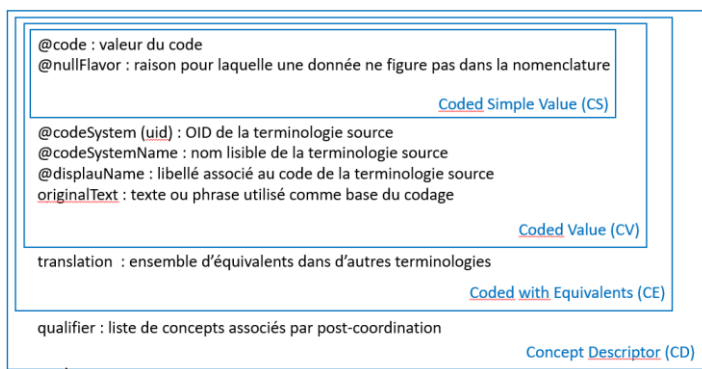 @code : valeur du code
@nullFlavor : raison pour laquelle une donnée ne figure pas dans la nomenclature
Coded Simple Value (CS)
@codeSystem (uid) : OID de la terminologie source
@codeSystemName : nom lisible de la terminologie source
@displauName : libellé associé au code de la terminologie source
originalText : texte ou phrase utilisé comme base du codage
Coded Value (CV)
translation : ensemble d’équivalents dans d’autres terminologies
Coded with Equivalents (CE)
qualifier : liste de concepts associés par post-coordination
Concept Descriptor (CD)